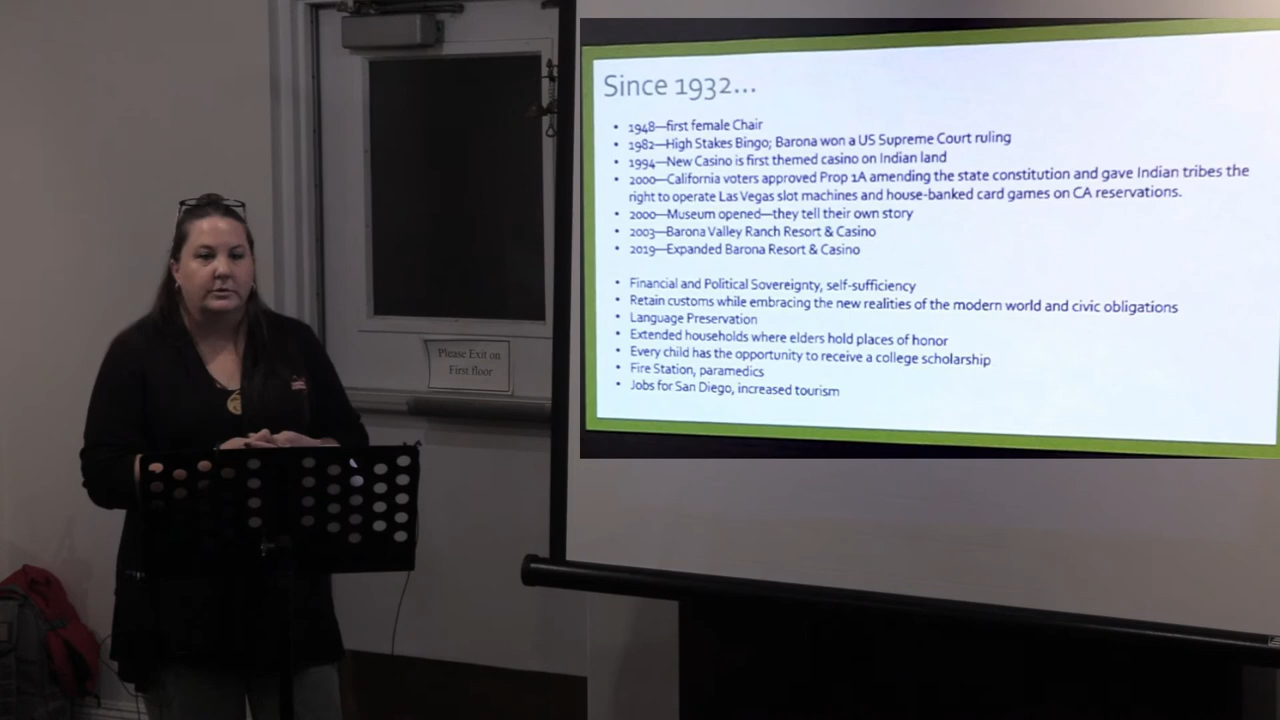 Since 1932...
• 1948—first female Chair
• 1982—High Stakes Bingo; Barona won a US Supreme Court ruling
• 1994—New Casino is first themed casino on Indian land
• 2000—California voters approved Prop 1A amending the state constitution and gave Indian tribes the
right to operate Las Vegas slot machines and house-banked card games on CA reservations.
• 2000—Museum opened—they tell their own story
• 2003—Barona Valley Ranch Resort & Casino
• 2019—Expanded Barona Resort & Casino
• Financial and Political Sovereignty, self-sufficiency
• Retain customs while embracing the new realities of the modern world and civic obligations
• Language Preservation
• Extended households where elders hold places of honor
• Every child has the opportunity to receive a college scholarship
• Fire Station, paramedics
• Jobs for San Diego, increased tourism
Please Exit on
First floor